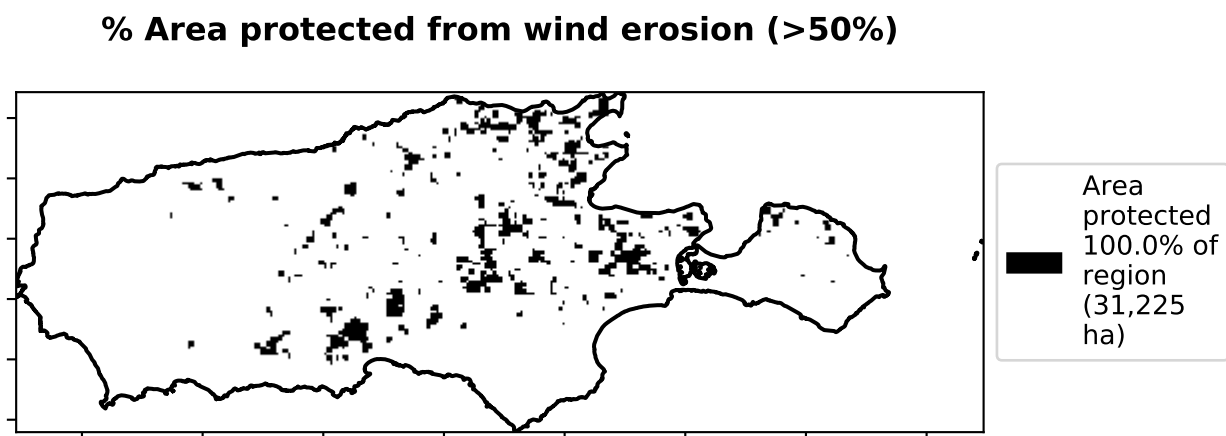 % Area protected from wind erosion (>50%)
Area
protected
100.0% of
region
(31,225
ha)